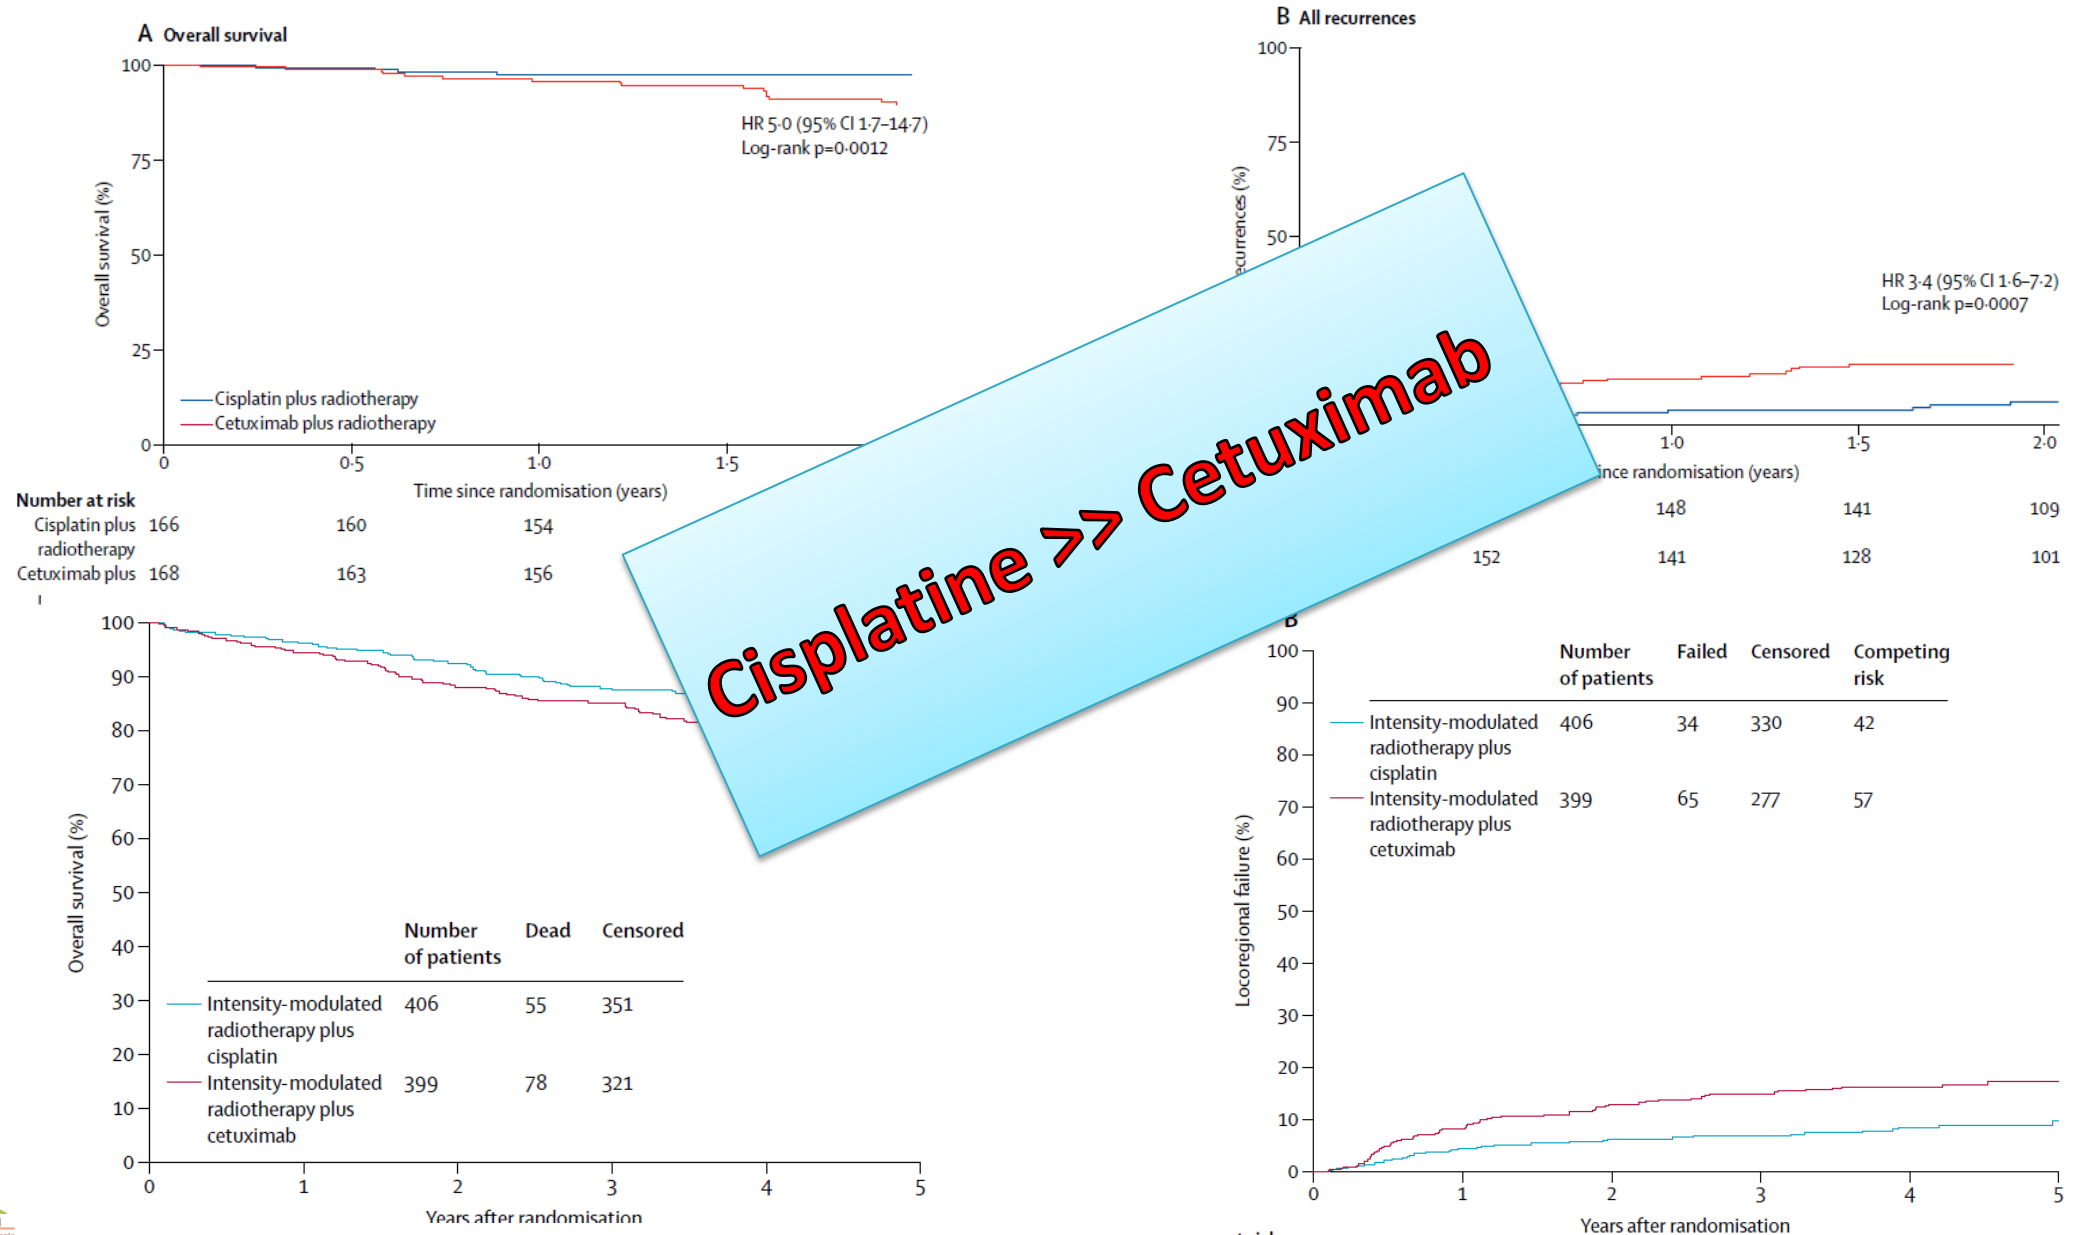 A Overall survival
100
75
50
25
0
Overall survival (%)
HR 5·0 (95% CI 1·7–14·7)
Log-rank p=0·0012
Cisplatin plus radiotherapy
Cetuximab plus radiotherapy
0 0·5 1·0 1·5
Time since randomisation (years)
Number at risk
Cisplatin plus 166 160 154
radiotherapy
Cetuximab plus 168 163 156
B All recurrences
100
75
50
ecurrences (%)
HR 3·4 (95% CI 1·6–7·2)
Log-rank p=0·0007
1·0 1·5 2·0
ince randomisation (years)
148 141 109
152 141 128 101
Cisplatine >> Cetuximab
100
90
80
70
60
50
40
30
20
10
0
Overall survival (%)
Number Dead Censored
of patients
Intensity-modulated 406 55 351
radiotherapy plus
cisplatin
Intensity-modulated 399 78 321
radiotherapy plus
cetuximab
0 1 2 3 4 5
Years after randomisation
B
100
90
80
70
60
50
40
30
20
10
0
Locoregional failure (%)
Number Failed Censored Competing
of patients risk
Intensity-modulated 406 34 330 42
radiotherapy plus
cisplatin
Intensity-modulated 399 65 277 57
radiotherapy plus
cetuximab
0 1 2 3 4 5
Years after randomisation